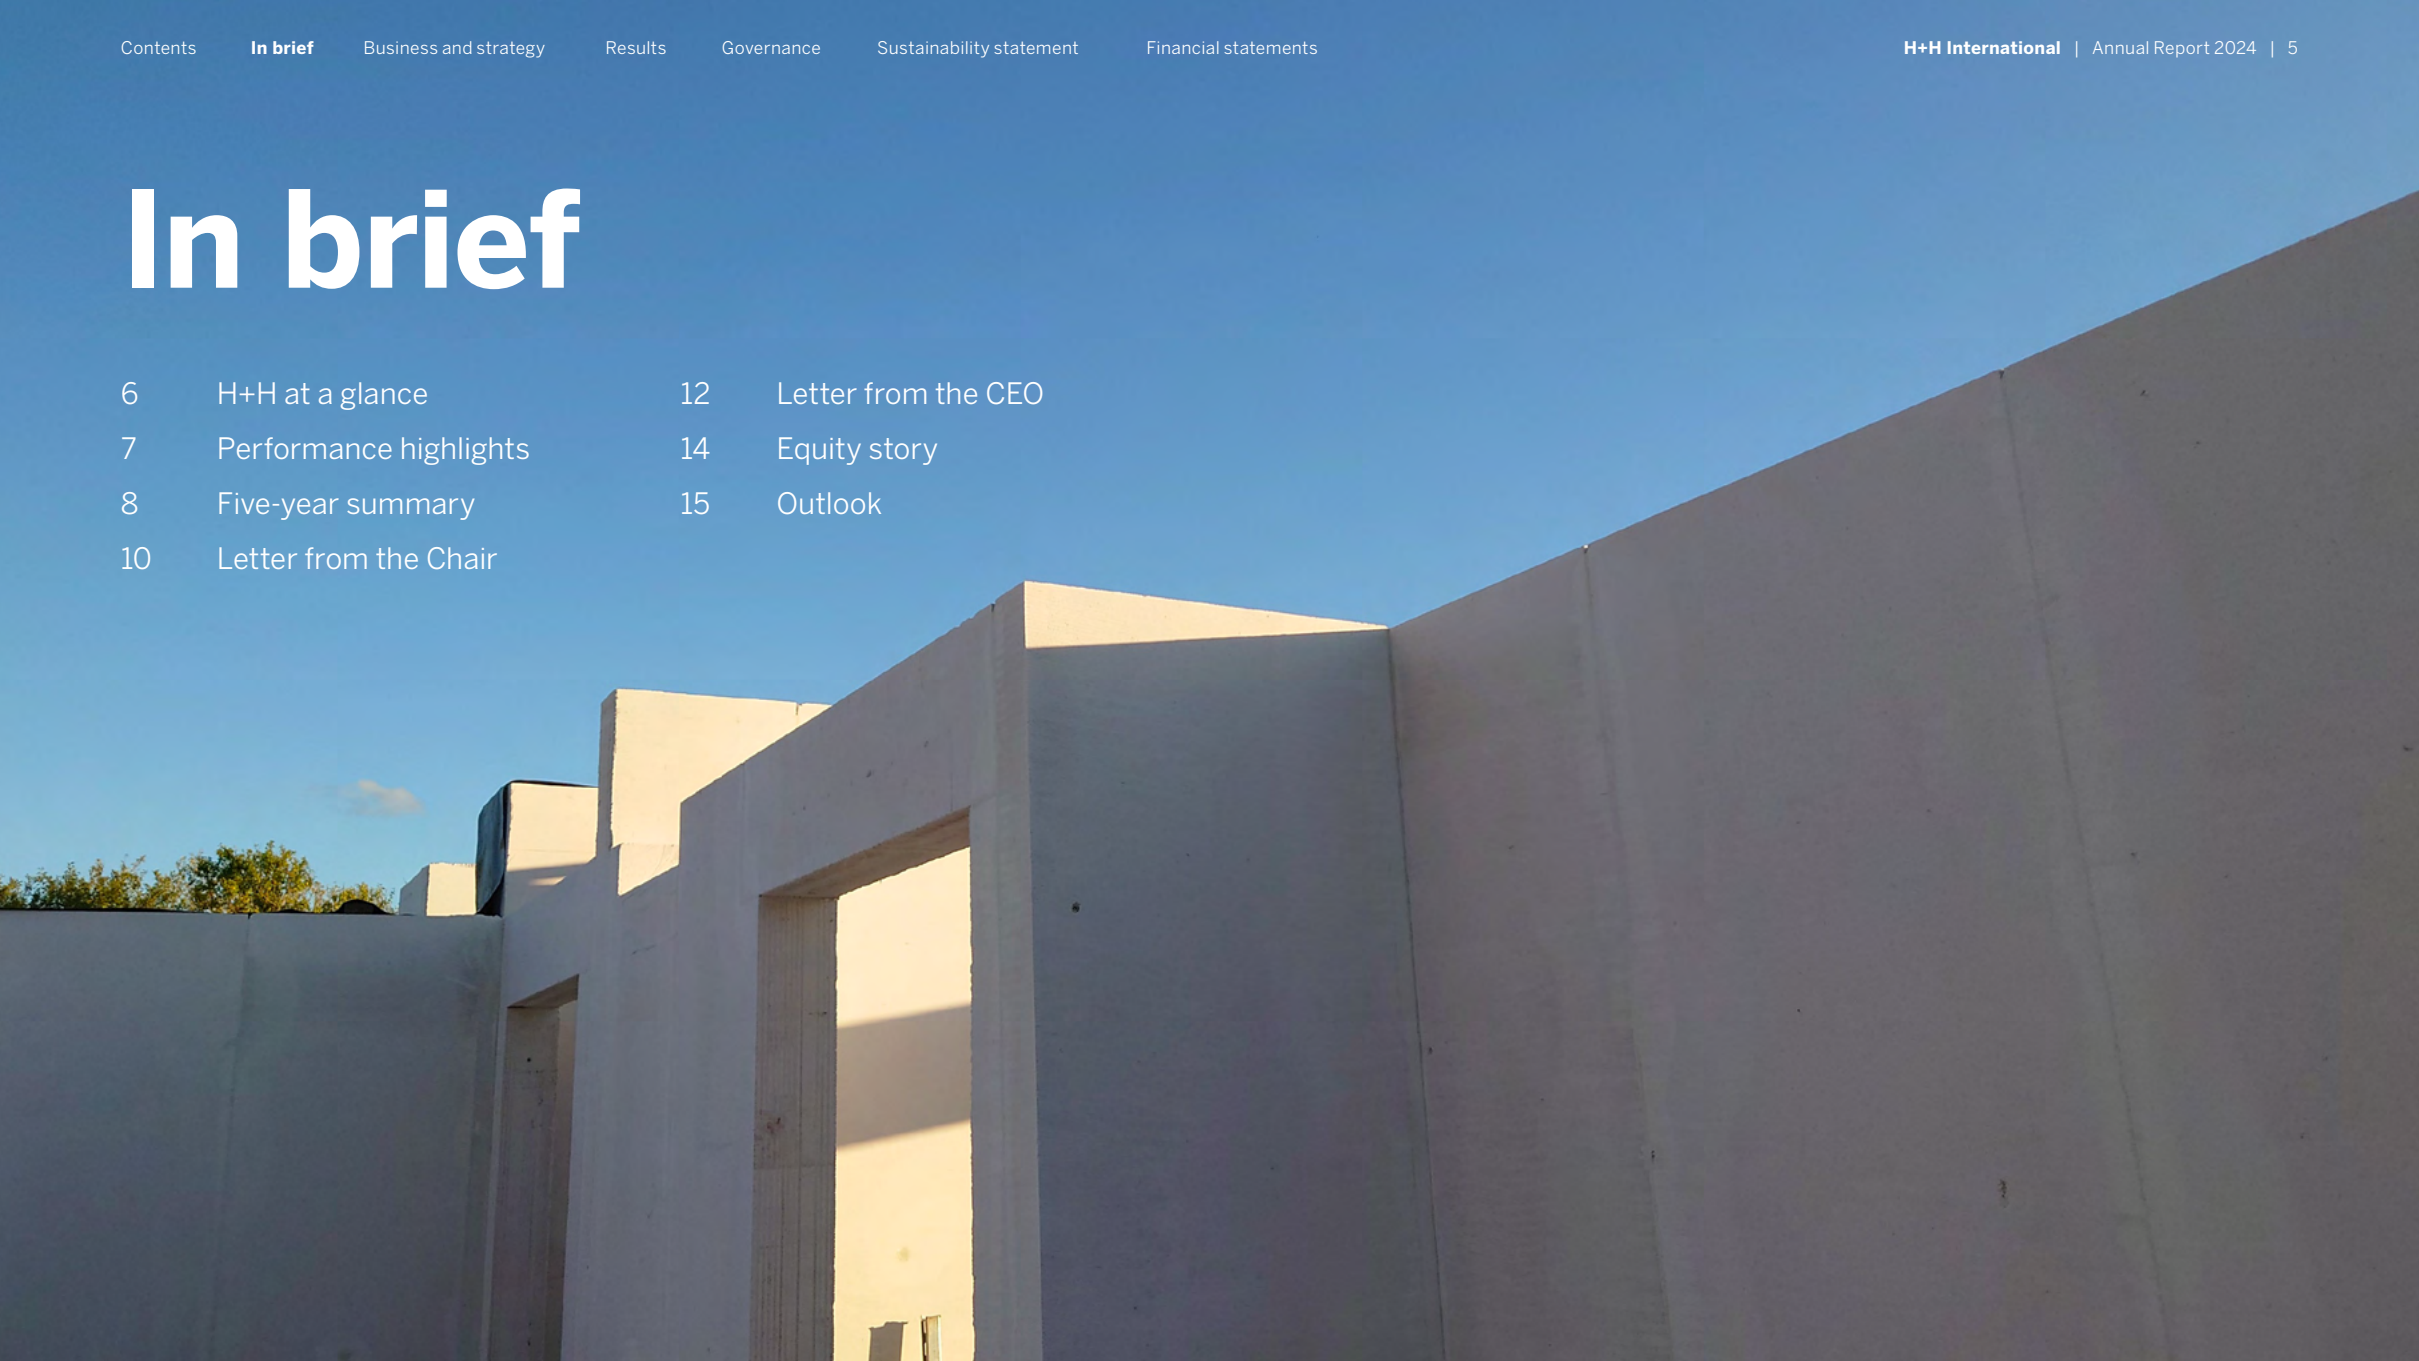 Contents In brief Business and strategy Results Governance Sustainability statement Financial statements H+H International | Annual Report 2024 | 5
In brief
6 H+H at a glance
7 Performance highlights
8 Five-year summary
10 Letter from the Chair
12 Letter from the CEO
14 Equity story
15 Outlook